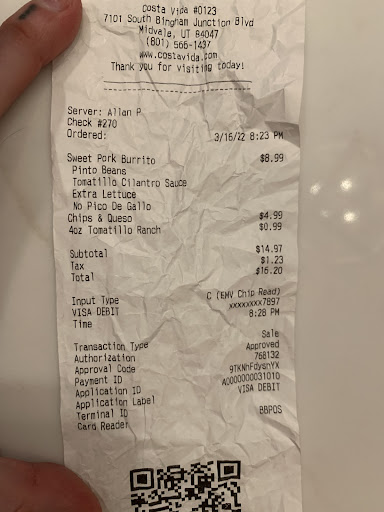 Costa Vida #0123
7101 South Bingham Junction Blvd
Midvale, UT 84047
(801) 566-1437
www.costavida.com
Thank you for visiting today!
Server: Allan P
Check #270
Ordered: 3/16/22 8:23 PM
Sweet Pork Burrito $8.99
Pinto Beans
Tomatillo Cilantro Sauce
Extra Lettuce
No Pico De Gallo
Chips & Queso $4.99
4oz Tomatillo Ranch $0.99
Subtotal $14.97
Tax $1.23
Total $16.20
Input Type C (EMV Chip Read)
VISA DEBIT xxxxxxxx7897
Time 8:28 PM
Transaction Type Sale
Authorization Approved
Approval Code 768132
Payment ID 9TKNhFdysnYX
Application ID A0000000031010
Application Label VISA DEBIT
Terminal ID
Card Reader BBPOS